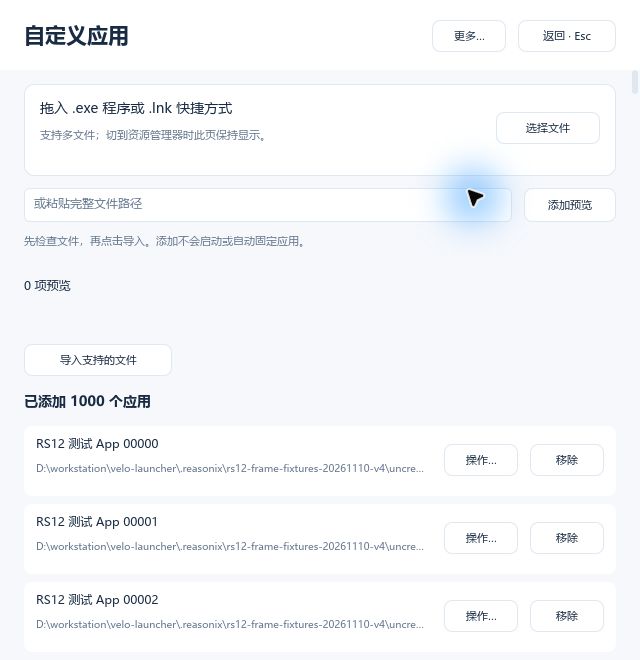 自定义应用
更多...
返回 · Esc
拖入 .exe 程序或 .lnk 快捷方式
支持多文件；切到资源管理器时此页保持显示。
选择文件
或粘贴完整文件路径
添加预览
先检查文件，再点击导入。添加不会启动或自动固定应用。
0 项预览
导入支持的文件
已添加 1000 个应用
RS12 测试 App 00000
D:\workstation\velo-launcher\.reasonix\rs12-frame-fixtures-20261110-v4\uncre...
操作...
移除
RS12 测试 App 00001
D:\workstation\velo-launcher\.reasonix\rs12-frame-fixtures-20261110-v4\uncre...
操作...
移除
RS12 测试 App 00002
D:\workstation\velo-launcher\.reasonix\rs12-frame-fixtures-20261110-v4\uncre...
操作...
移除